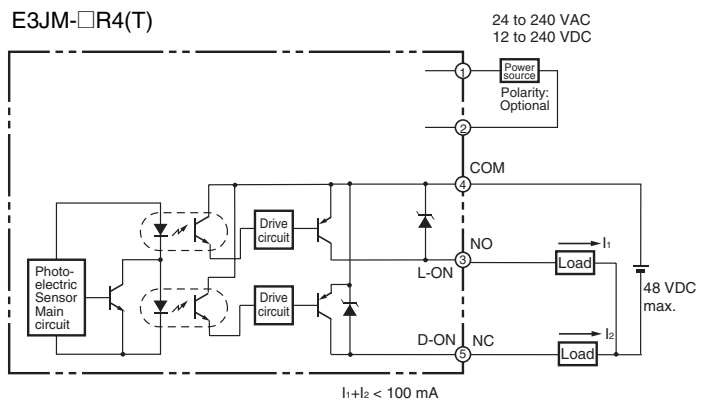 E3JM-□R4(T)
24 to 240 VAC
12 to 240 VDC
1
Power
source
Polarity:
Optional
2
COM
4
Drive
circuit
NO
3
L-ON
I₁
Load
Photo-
electric
Sensor
Main
circuit
Drive
circuit
48 VDC
max.
D-ON
NC
5
I₂
Load
I₁+I₂ < 100 mA